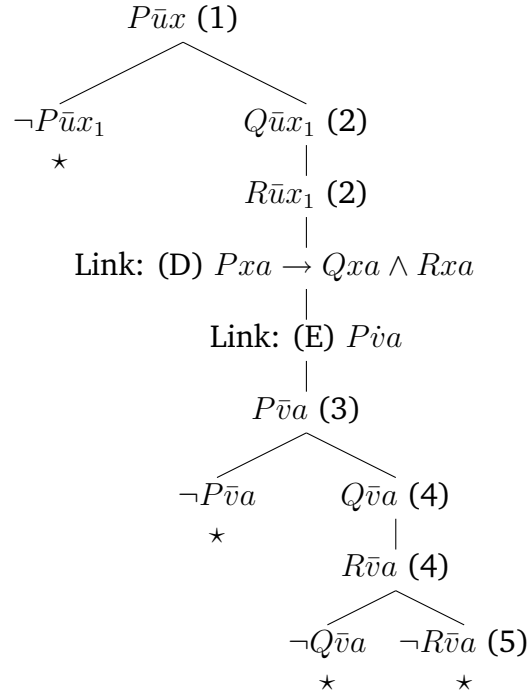 Pūx (1)
¬Pūx₁ Qūx₁ (2)
⋆
Rūx₁ (2)
Link: (D) Pxa → Qxa ∧ Rxa
Link: (E) Pv̇a
Pv̄a (3)
¬Pv̄a Qv̄a (4)
⋆
Rv̄a (4)
¬Qv̄a ¬Rv̄a (5)
⋆ ⋆